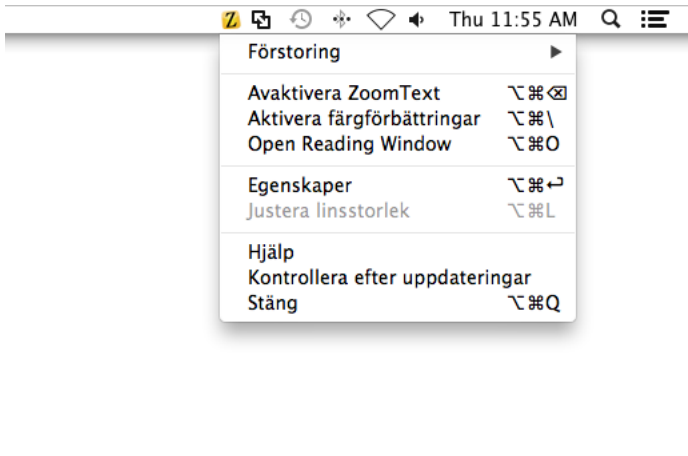 Z Thu 11:55 AM
Förstoring
Avaktivera ZoomText ⌥⌘⌫
Aktivera färgförbättringar ⌥⌘\
Open Reading Window ⌥⌘O
Egenskaper ⌥⌘↩
Justera linsstorlek ⌥⌘L
Hjälp
Kontrollera efter uppdateringar
Stäng ⌥⌘Q